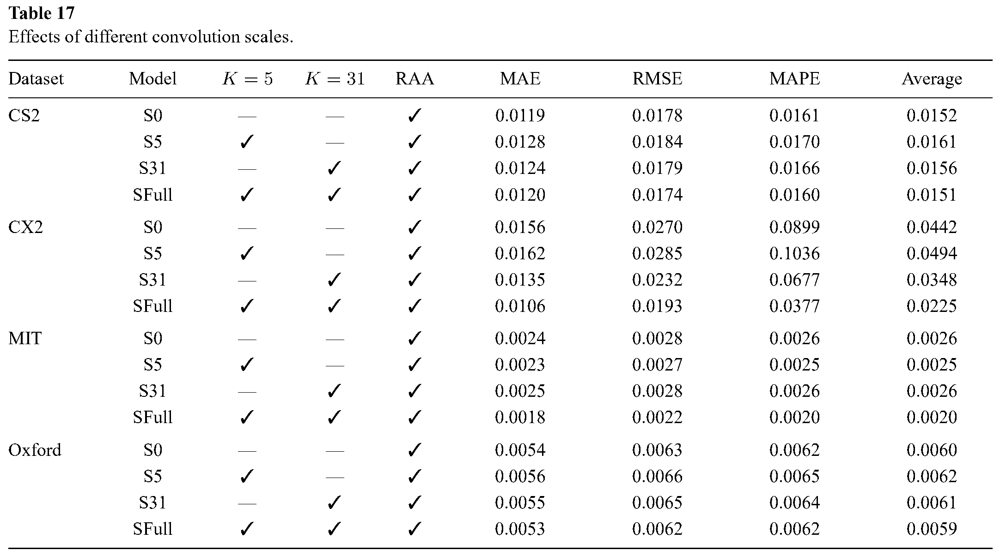 Table 17
Effects of different convolution scales.
Dataset Model K = 5 K = 31 RAA MAE RMSE MAPE Average
CS2 S0 — — ✓ 0.0119 0.0178 0.0161 0.0152
S5 ✓ — ✓ 0.0128 0.0184 0.0170 0.0161
S31 — ✓ ✓ 0.0124 0.0179 0.0166 0.0156
SFull ✓ ✓ ✓ 0.0120 0.0174 0.0160 0.0151
CX2 S0 — — ✓ 0.0156 0.0270 0.0899 0.0442
S5 ✓ — ✓ 0.0162 0.0285 0.1036 0.0494
S31 — ✓ ✓ 0.0135 0.0232 0.0677 0.0348
SFull ✓ ✓ ✓ 0.0106 0.0193 0.0377 0.0225
MIT S0 — — ✓ 0.0024 0.0028 0.0026 0.0026
S5 ✓ — ✓ 0.0023 0.0027 0.0025 0.0025
S31 — ✓ ✓ 0.0025 0.0028 0.0026 0.0026
SFull ✓ ✓ ✓ 0.0018 0.0022 0.0020 0.0020
Oxford S0 — — ✓ 0.0054 0.0063 0.0062 0.0060
S5 ✓ — ✓ 0.0056 0.0066 0.0065 0.0062
S31 — ✓ ✓ 0.0055 0.0065 0.0064 0.0061
SFull ✓ ✓ ✓ 0.0053 0.0062 0.0062 0.0059